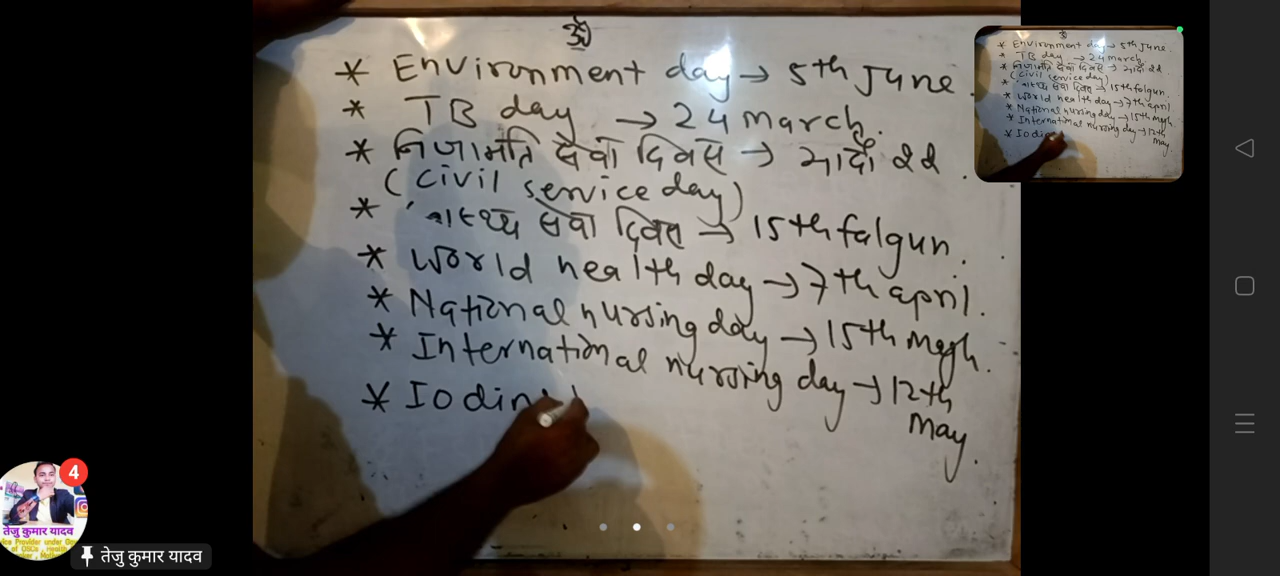 ॐ
* Environment day → 5th June.
* TB day → 24 march.
* निजामति सेवा दिवस → भादौ २२.
(civil service day)
* स्वास्थ्य सेवा दिवस → 15th falgun.
* World health day → 7th april.
* National nursing day → 15th magh.
* International nursing day → 12th
may.
* Iodin
4
तेजु कुमार यादव
तेजु कुमार यादव